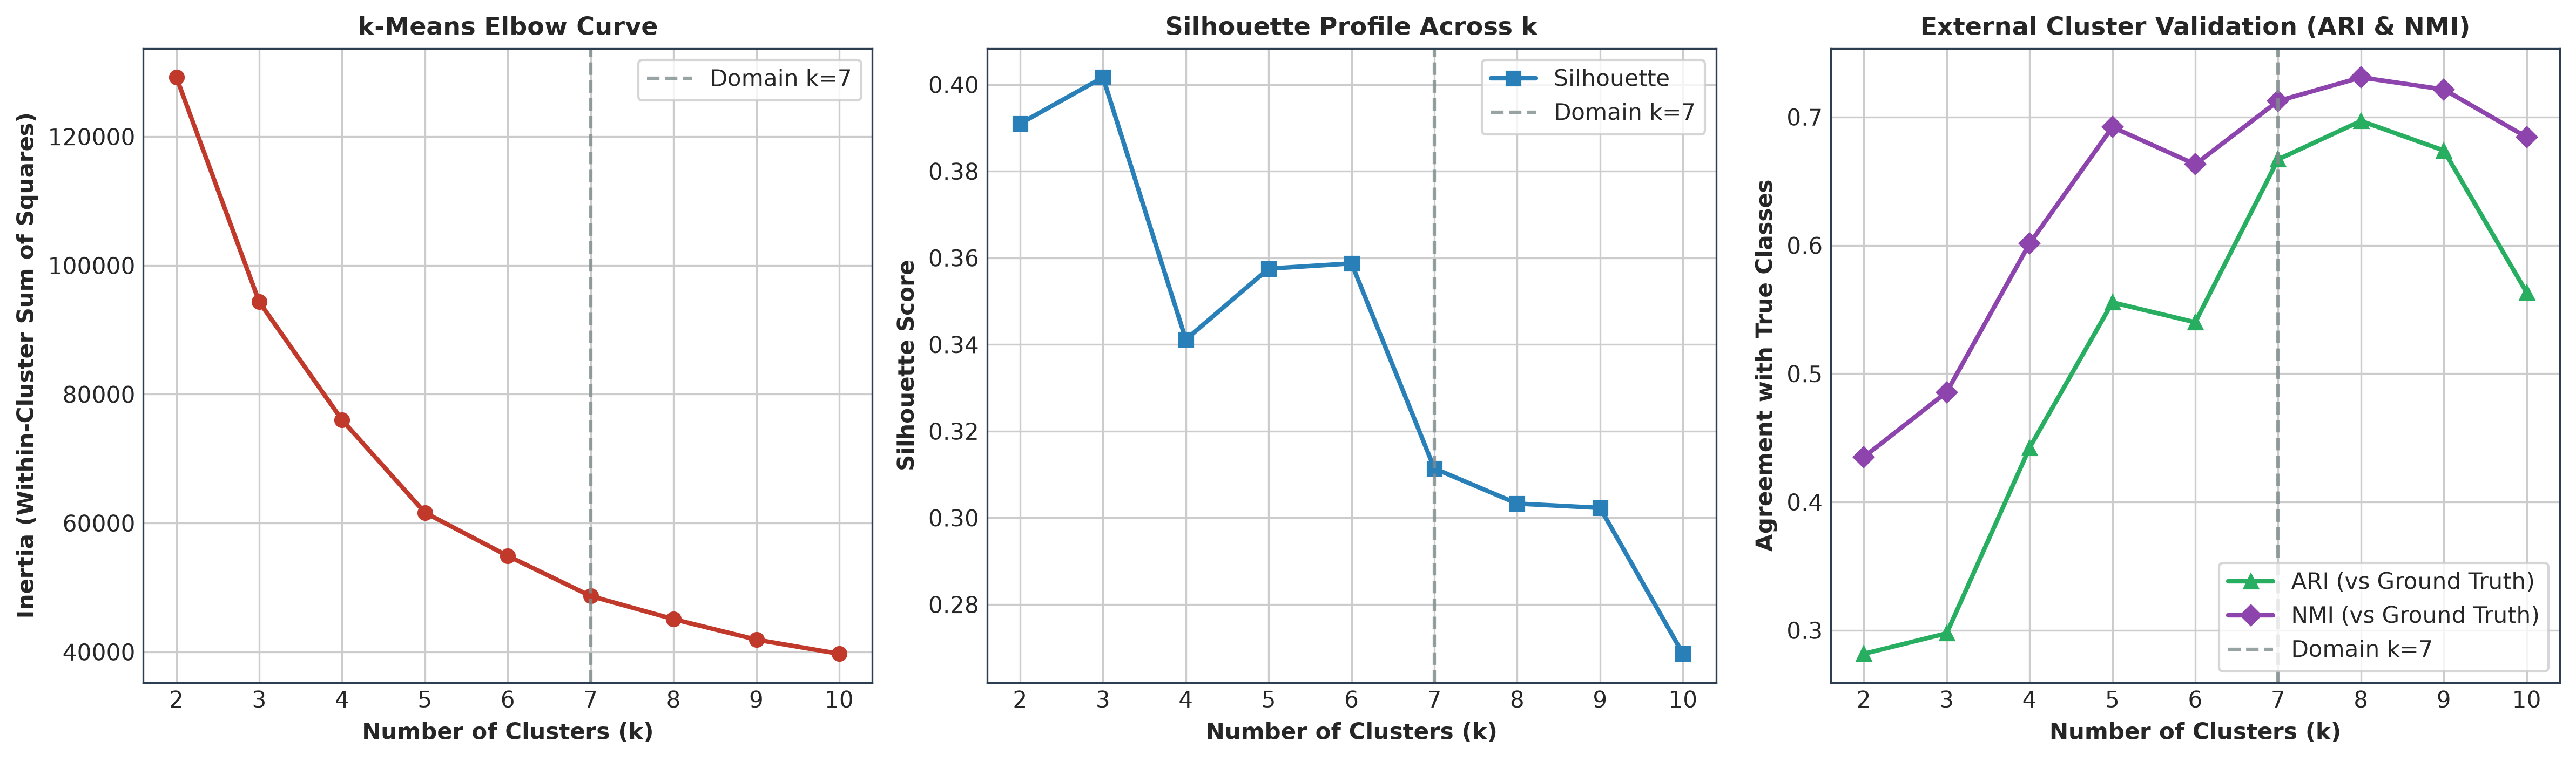 k-Means Elbow Curve
Inertia (Within-Cluster Sum of Squares)
120000
100000
80000
60000
40000
Domain k=7
2 3 4 5 6 7 8 9 10
Number of Clusters (k)
Silhouette Profile Across k
Silhouette Score
0.40
0.38
0.36
0.34
0.32
0.30
0.28
Silhouette
Domain k=7
2 3 4 5 6 7 8 9 10
Number of Clusters (k)
External Cluster Validation (ARI & NMI)
Agreement with True Classes
0.7
0.6
0.5
0.4
0.3
ARI (vs Ground Truth)
NMI (vs Ground Truth)
Domain k=7
2 3 4 5 6 7 8 9 10
Number of Clusters (k)